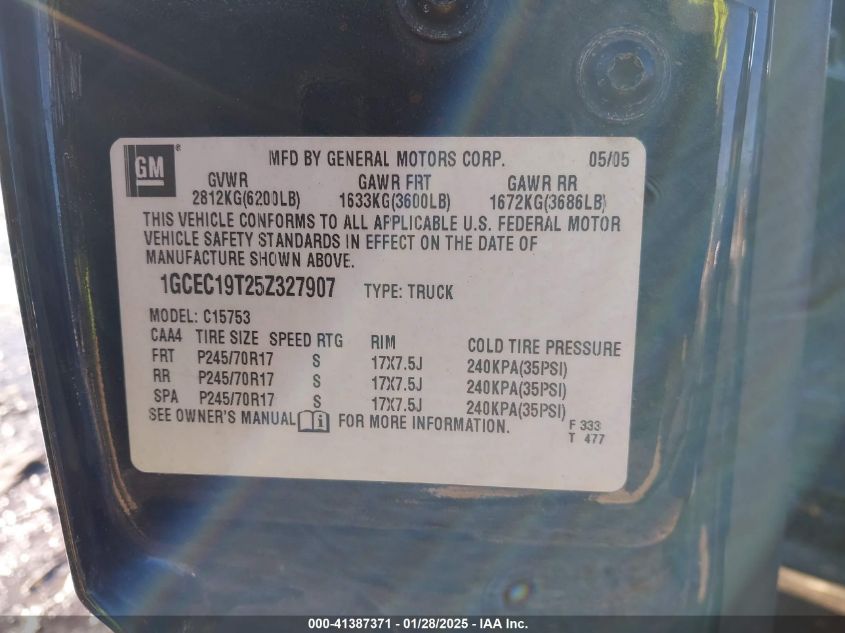 GM ® MFD BY GENERAL MOTORS CORP. 05/05
GVWR GAWR FRT GAWR RR
2812KG(6200LB) 1633KG(3600LB) 1672KG(3686LB)
THIS VEHICLE CONFORMS TO ALL APPLICABLE U.S. FEDERAL MOTOR
VEHICLE SAFETY STANDARDS IN EFFECT ON THE DATE OF
MANUFACTURE SHOWN ABOVE.
1GCEC19T25Z327907 TYPE: TRUCK
MODEL: C15753
CAA4 TIRE SIZE SPEED RTG RIM COLD TIRE PRESSURE
FRT P245/70R17 S 17X7.5J 240KPA(35PSI)
RR P245/70R17 S 17X7.5J 240KPA(35PSI)
SPA P245/70R17 S 17X7.5J 240KPA(35PSI)
SEE OWNER'S MANUAL i FOR MORE INFORMATION.
F 333
T 477
000-41387371 - 01/28/2025 - IAA Inc.